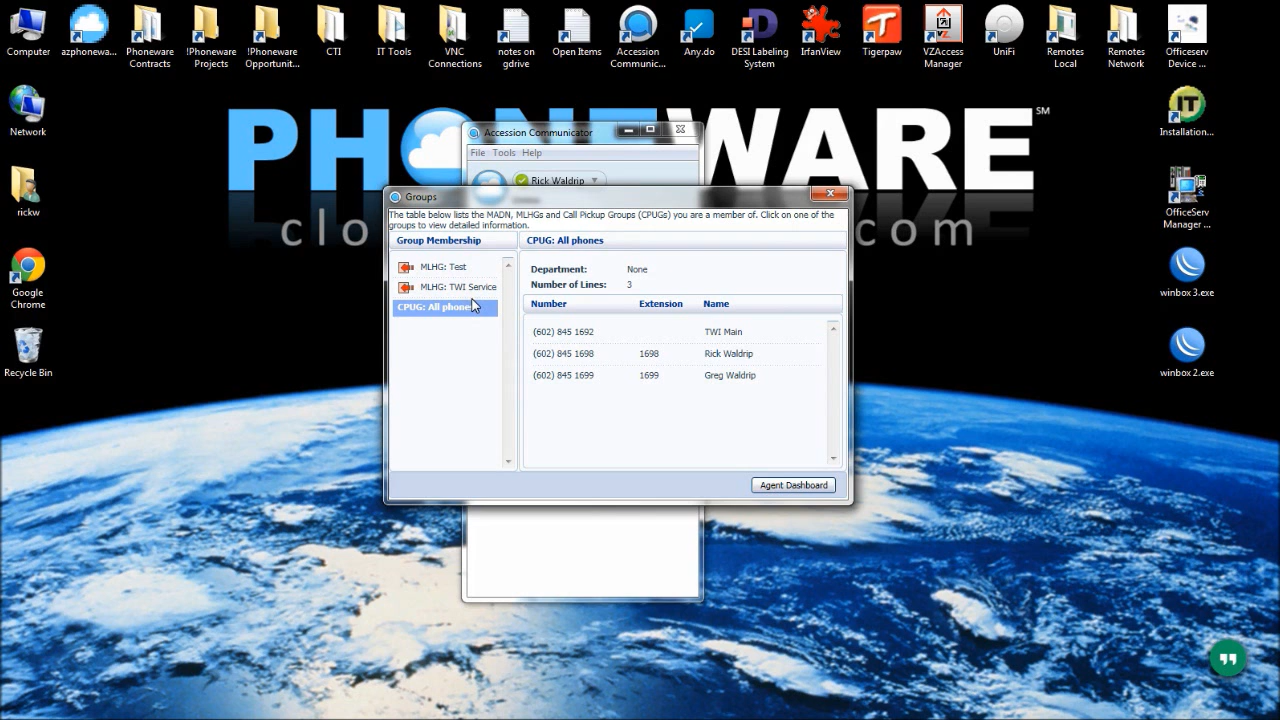 Computer
azphonewa...
Phoneware Contracts
!Phoneware Projects
!Phoneware Opportunit...
CTI
IT Tools
VNC Connections
notes on gdrive
Open Items
Accession Communic...
Any.do
DESI Labeling System
IrfanView
Tigerpaw
VZAccess Manager
UniFi
Remotes Local
Remotes Network
Officeserv Device ...
Network
IT
Installation...
rickw
OfficeServ Manager ...
Google Chrome
winbox 3.exe
Recycle Bin
winbox 2.exe
PH NEWARE SM
clo com
Accession Communicator
File Tools Help
Rick Waldrip
Groups
The table below lists the MADN, MLHGs and Call Pickup Groups (CPUGs) you are a member of. Click on one of the
groups to view detailed information.
Group Membership
CPUG: All phones
MLHG: Test
MLHG: TWI Service
CPUG: All phones
Department: None
Number of Lines: 3
Number Extension Name
(602) 845 1692 TWI Main
(602) 845 1698 1698 Rick Waldrip
(602) 845 1699 1699 Greg Waldrip
Agent Dashboard